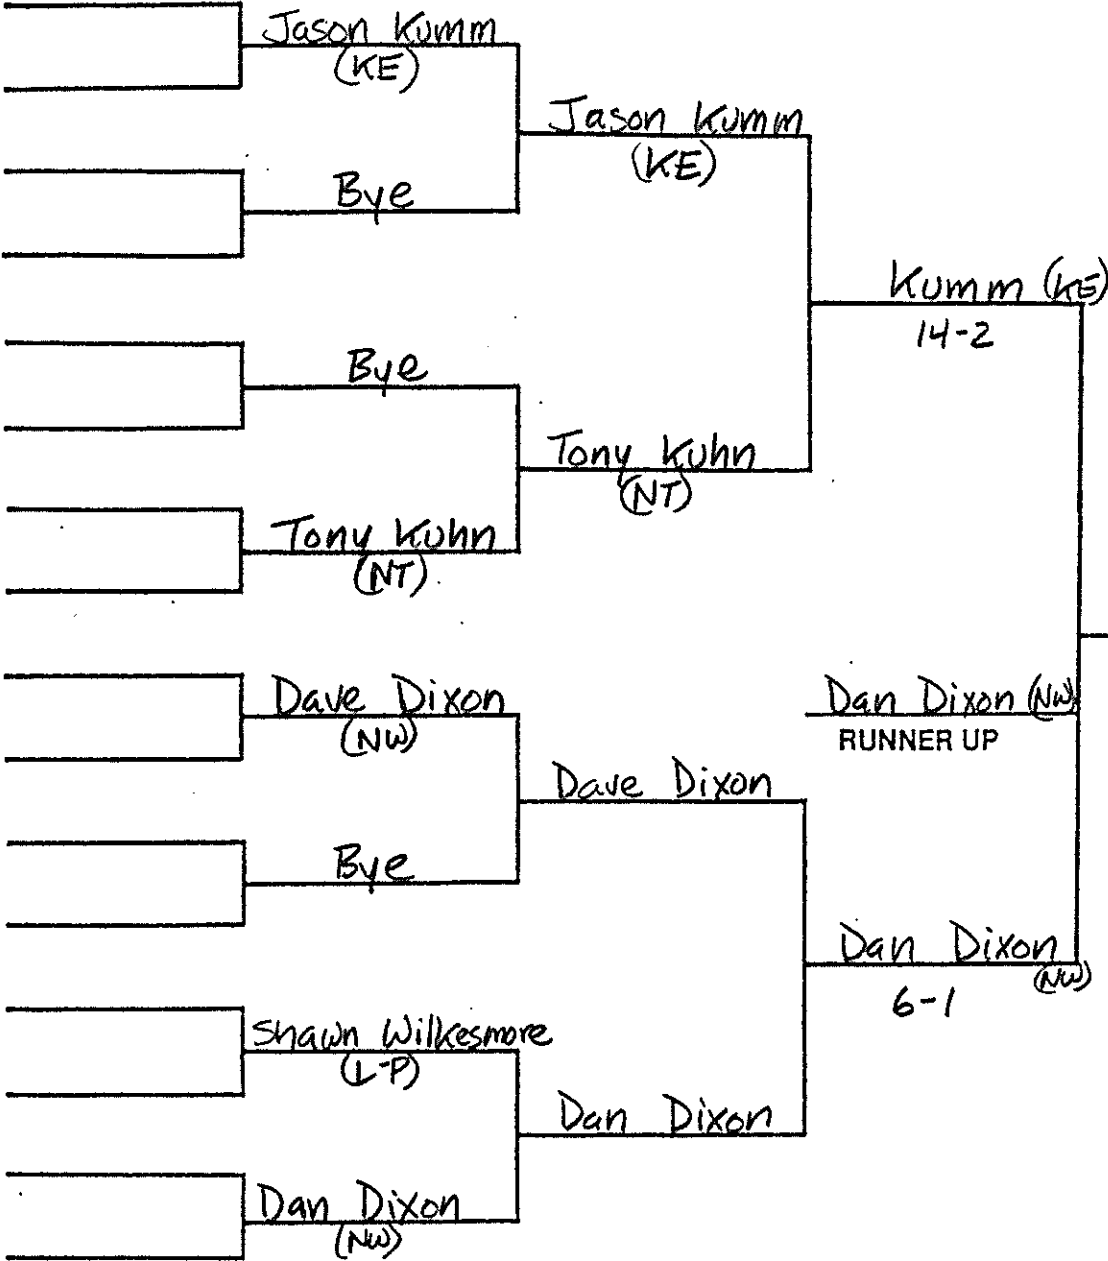 Jason Kumm
(KE)
Bye
Bye
Tony Kuhn
(NT)
Dave Dixon
(NW)
Bye
Shawn Wilkesmore
(L-P)
Dan Dixon
(NW)
Jason Kumm
(KE)
Tony Kuhn
(NT)
Dave Dixon
Dan Dixon
Kumm (KE)
14-2
Dan Dixon (NW)
RUNNER UP
Dan Dixon
(NW)
6-1